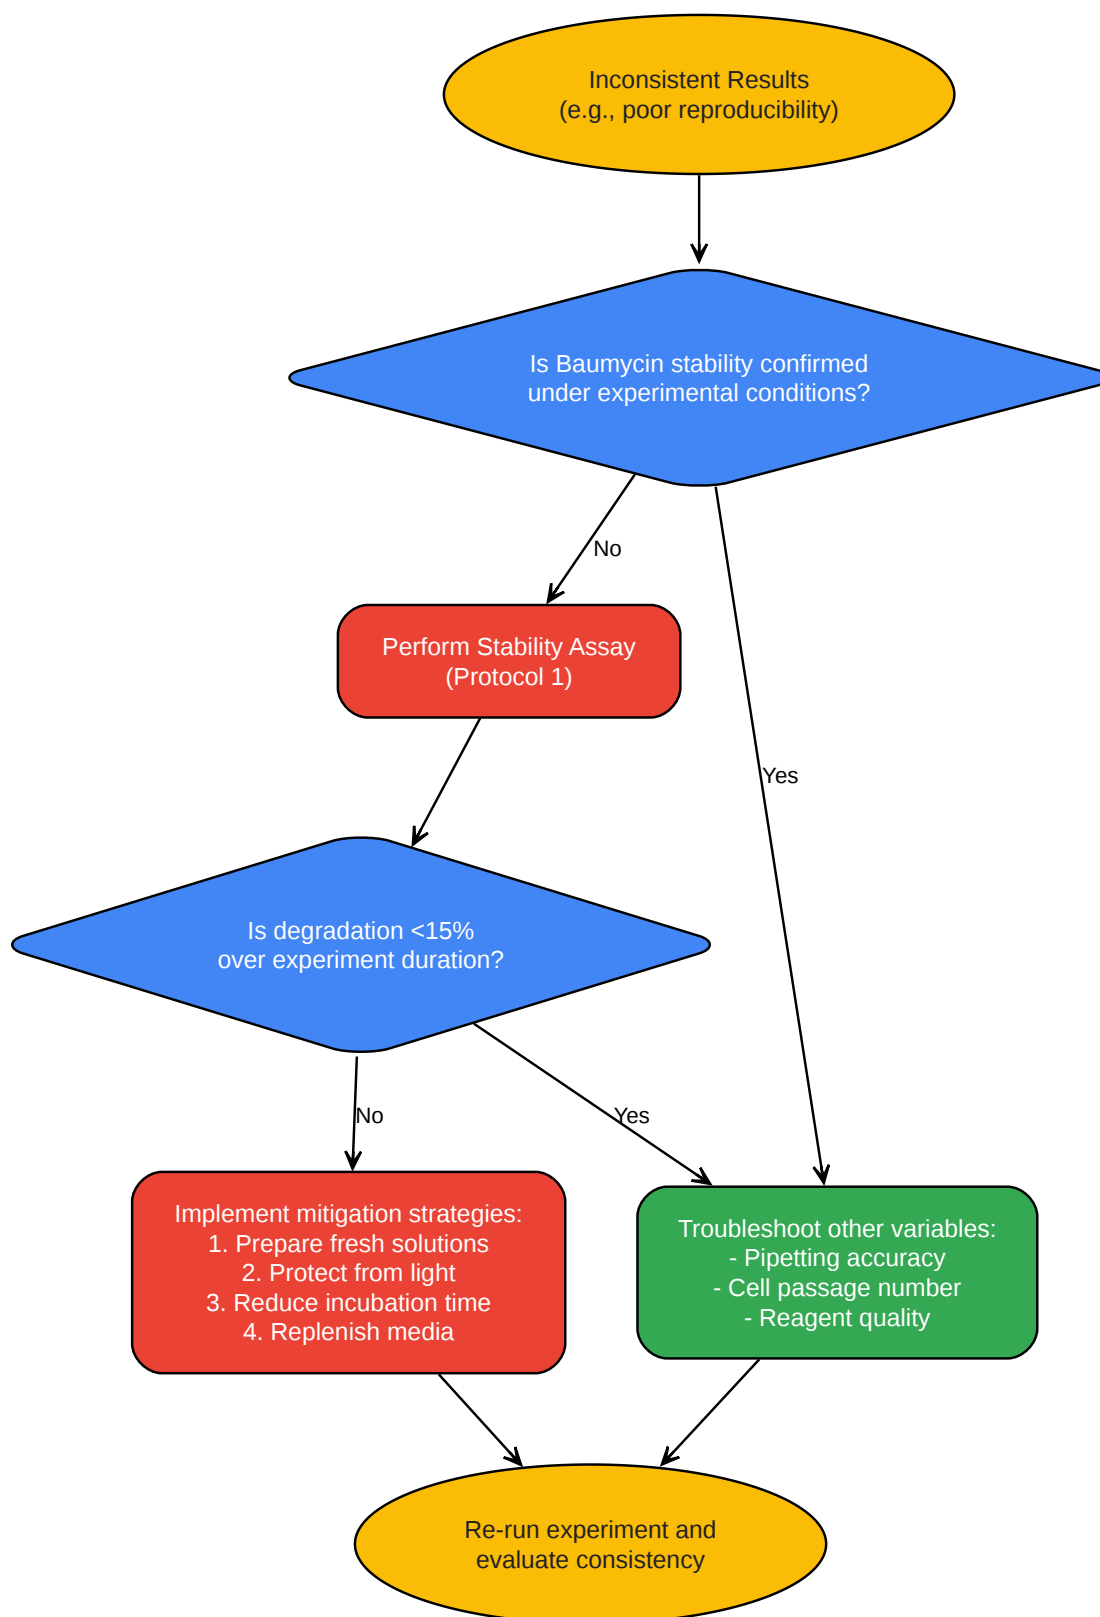 Inconsistent Results
(e.g., poor reproducibility)
Is Baumycin stability confirmed
under experimental conditions?
No
Perform Stability Assay
(Protocol 1)
Yes
Is degradation <15%
over experiment duration?
No
Yes
Implement mitigation strategies:
1. Prepare fresh solutions
2. Protect from light
3. Reduce incubation time
4. Replenish media
Troubleshoot other variables:
- Pipetting accuracy
- Cell passage number
- Reagent quality
Re-run experiment and
evaluate consistency